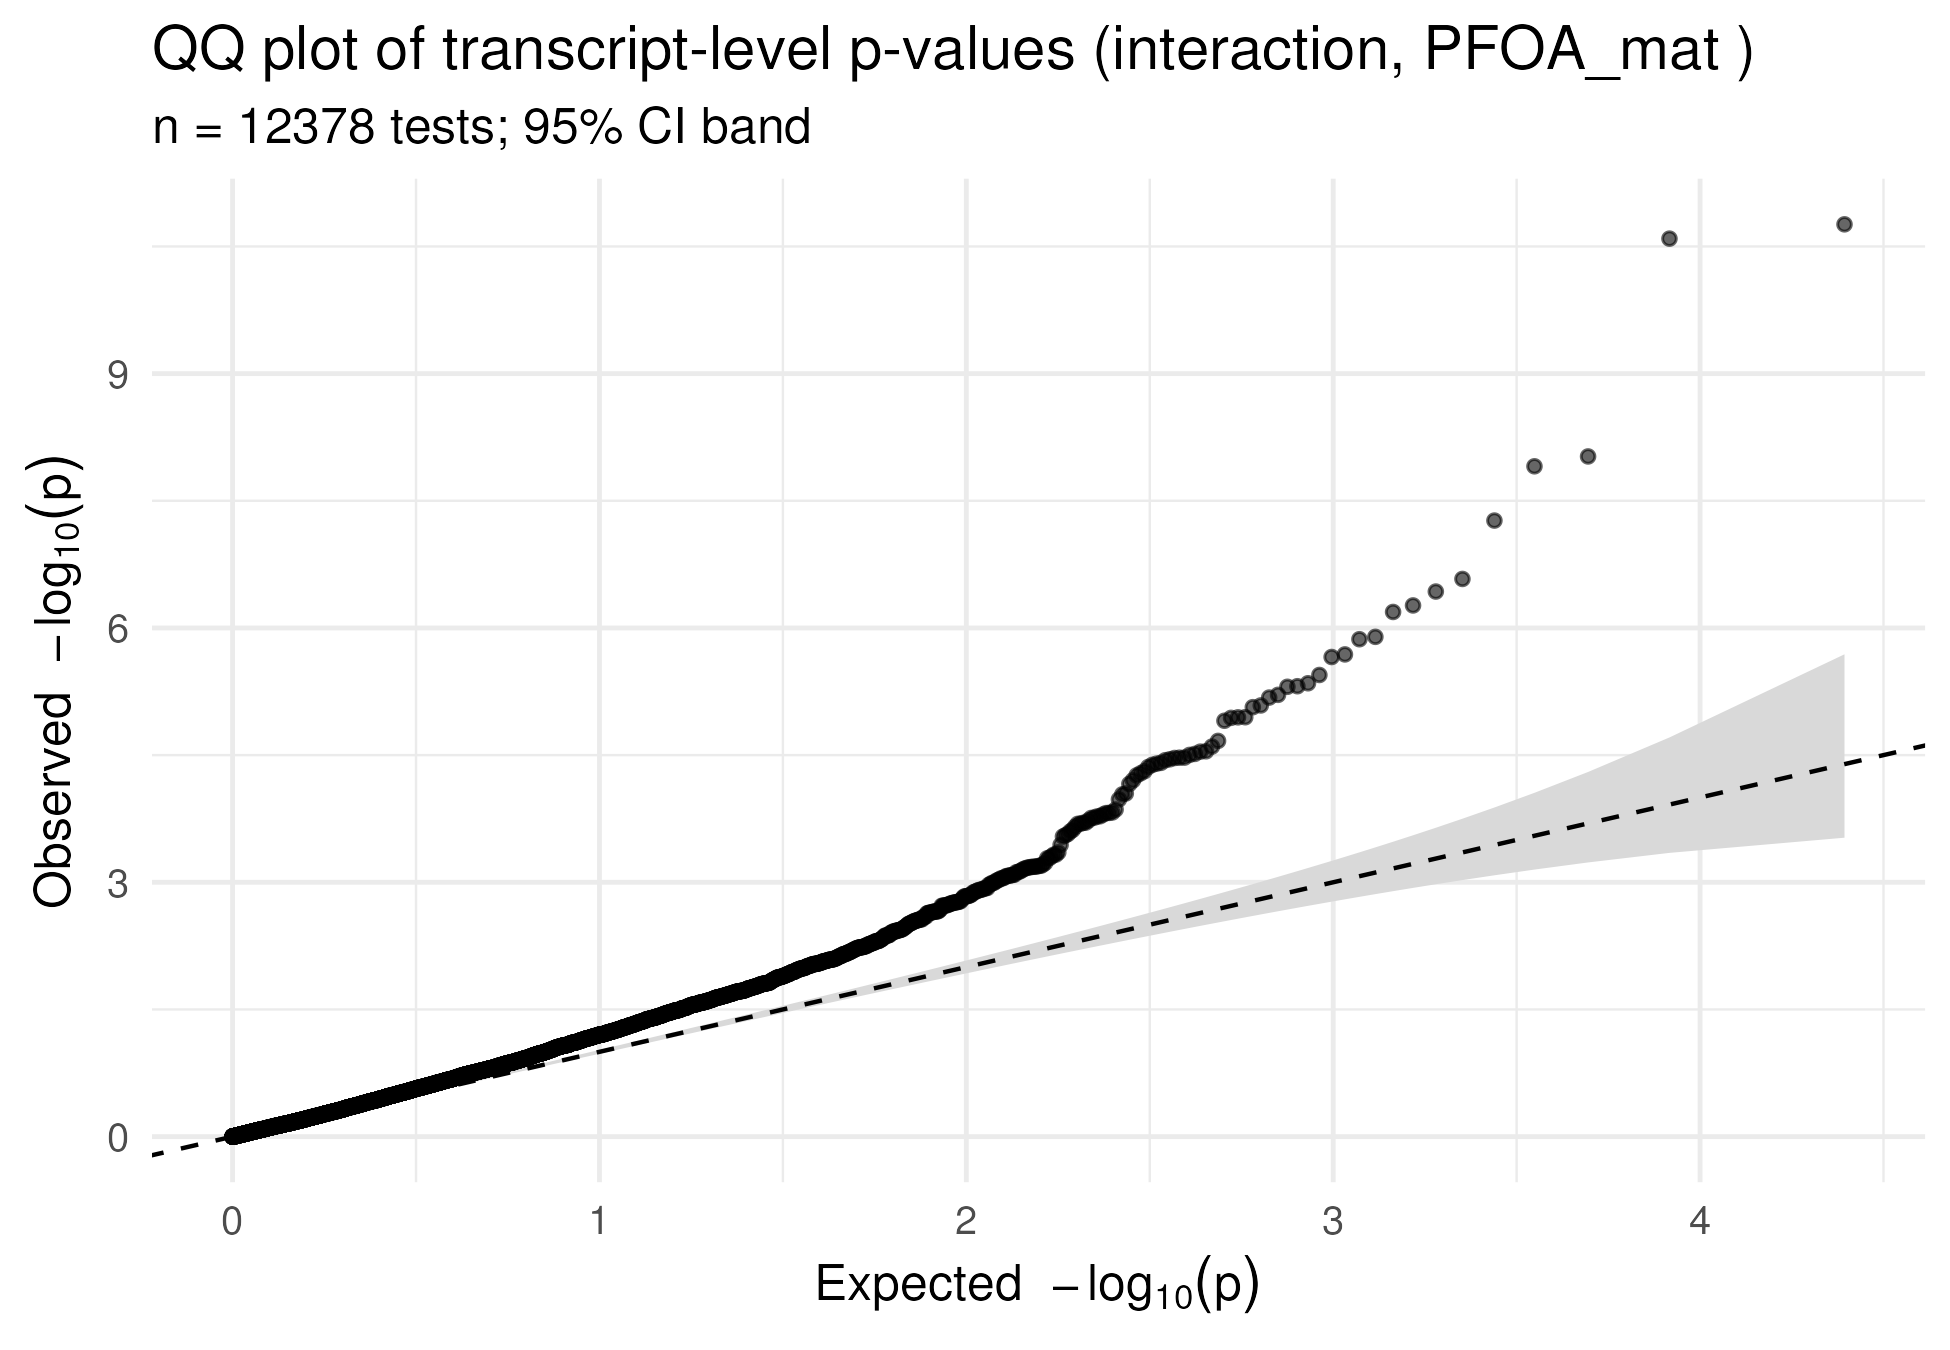 QQ plot of transcript-level p-values (interaction, PFOA_mat )
n = 12378 tests; 95% CI band
Observed −log₁₀(p)
9
6
3
0
0 1 2 3 4
Expected −log₁₀(p)